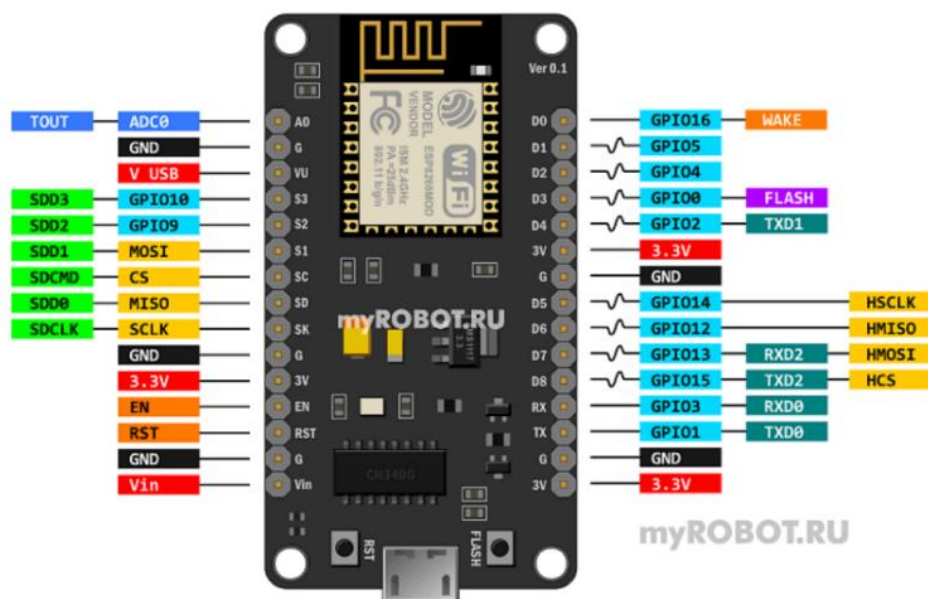 Ver 0.1
MODEL ESP8266MOD
VENDOR
WiFi
FCC
ISM 2.4GHz
PA +25dBm
802.11 b/g/n
TOUT ADC0 A0
GND G
V USB VU
SDD3 GPIO10 S3
SDD2 GPIO9 S2
SDD1 MOSI S1
SDCMD CS SC
SDD0 MISO SD
SDCLK SCLK SK
GND G
3.3V 3V
EN EN
RST RST
GND G
Vin Vin
D0 GPIO16 WAKE
D1 GPIO5
D2 GPIO4
D3 GPIO0 FLASH
D4 GPIO2 TXD1
3V 3.3V
G GND
D5 GPIO14 HSCLK
D6 GPIO12 HMISO
D7 GPIO13 RXD2 HMOSI
D8 GPIO15 TXD2 HCS
RX GPIO3 RXD0
TX GPIO1 TXD0
G GND
3V 3.3V
myROBOT.RU
CH340G
RST
FLASH
myROBOT.RU